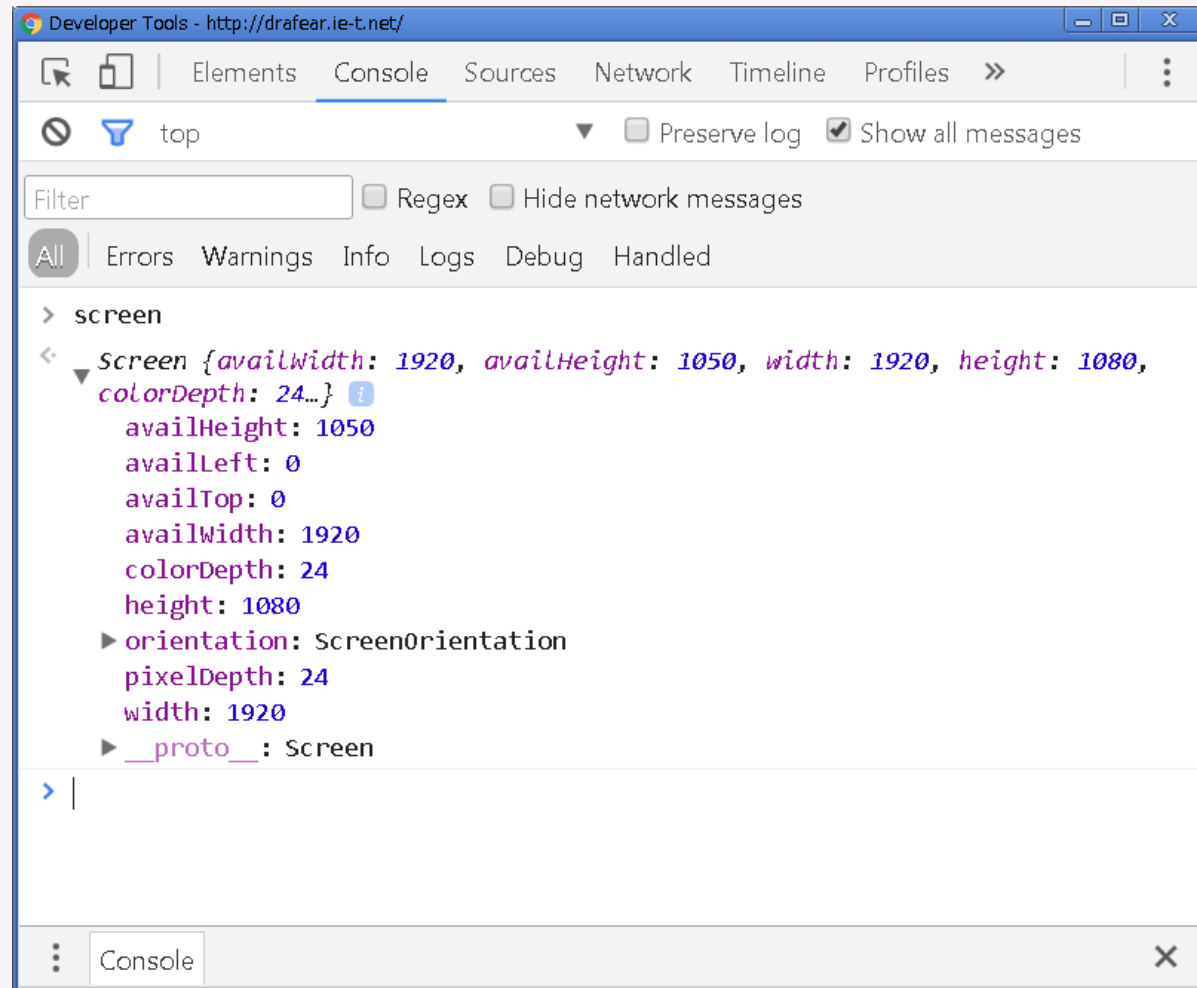 Developer Tools - http://drafear.ie-t.net/
Elements Console Sources Network Timeline Profiles »
top ▼ Preserve log Show all messages
Filter Regex Hide network messages
All Errors Warnings Info Logs Debug Handled
> screen
Screen {availWidth: 1920, availHeight: 1050, width: 1920, height: 1080,
colorDepth: 24…} i
availHeight: 1050
availLeft: 0
availTop: 0
availWidth: 1920
colorDepth: 24
height: 1080
orientation: ScreenOrientation
pixelDepth: 24
width: 1920
__proto__: Screen
>
Console